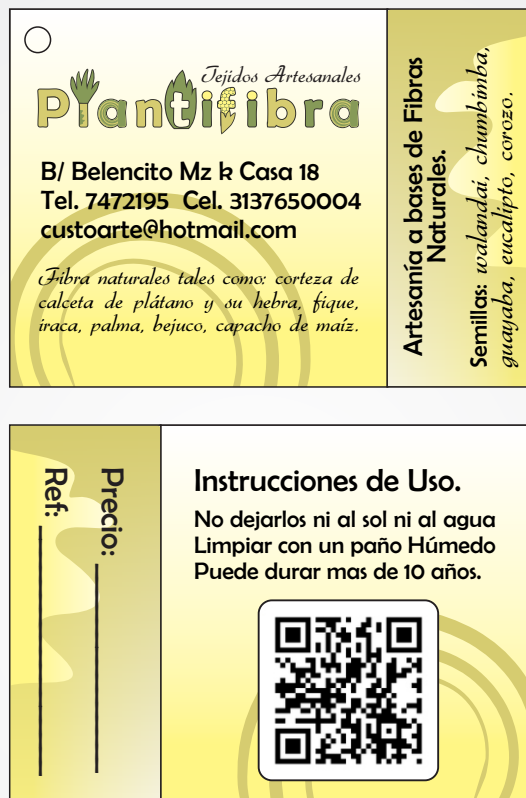 Tejidos Artesanales
Plantifibra
B/ Belencito Mz k Casa 18
Tel. 7472195 Cel. 3137650004
custoarte@hotmail.com
Fibra naturales tales como: corteza de
calceta de plátano y su hebra, fique,
iraca, palma, bejuco, capacho de maíz.
Artesanía a bases de Fibras
Naturales.
Semillas: walandai, chumbimba,
guayaba, eucalipto, corozo.
Precio:
Ref:
Instrucciones de Uso.
No dejarlos ni al sol ni al agua
Limpiar con un paño Húmedo
Puede durar mas de 10 años.